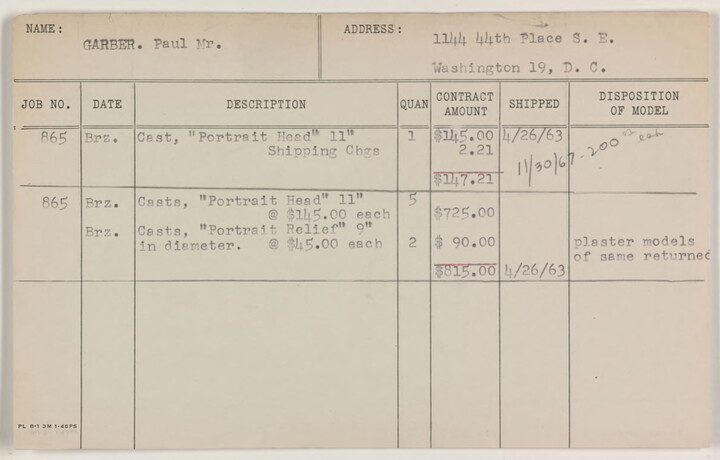 NAME:
GARBER. Paul Mr.
ADDRESS:
1144 44th Place S. E.
Washington 19, D. C.
JOB NO. DATE DESCRIPTION QUAN CONTRACT AMOUNT SHIPPED DISPOSITION OF MODEL
865 Brz. Cast, "Portrait Head" 11" 1 $145.00 4/26/63
Shipping Chgs 2.21
11/30/67 - 200
$147.21
865 Brz. Casts, "Portrait Head" 11" 5
@ $145.00 each $725.00
Brz. Casts, "Portrait Relief" 9"
in diameter. @ $45.00 each 2 $ 90.00 plaster models
of same returned
$815.00 4/26/63